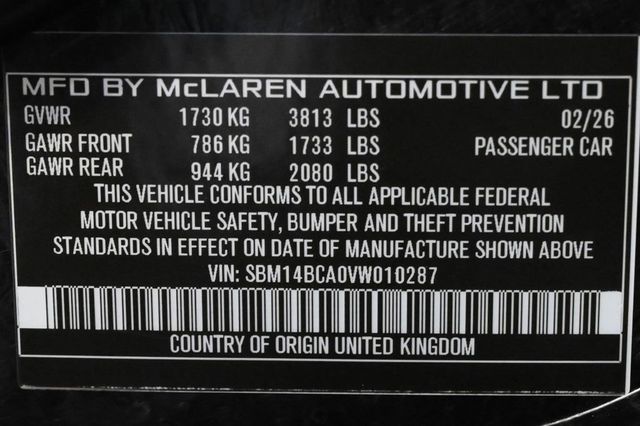 MFD BY McLAREN AUTOMOTIVE LTD
GVWR 1730 KG 3813 LBS 02/26
GAWR FRONT 786 KG 1733 LBS PASSENGER CAR
GAWR REAR 944 KG 2080 LBS
THIS VEHICLE CONFORMS TO ALL APPLICABLE FEDERAL
MOTOR VEHICLE SAFETY, BUMPER AND THEFT PREVENTION
STANDARDS IN EFFECT ON DATE OF MANUFACTURE SHOWN ABOVE
VIN: SBM14BCA0VW010287
COUNTRY OF ORIGIN UNITED KINGDOM